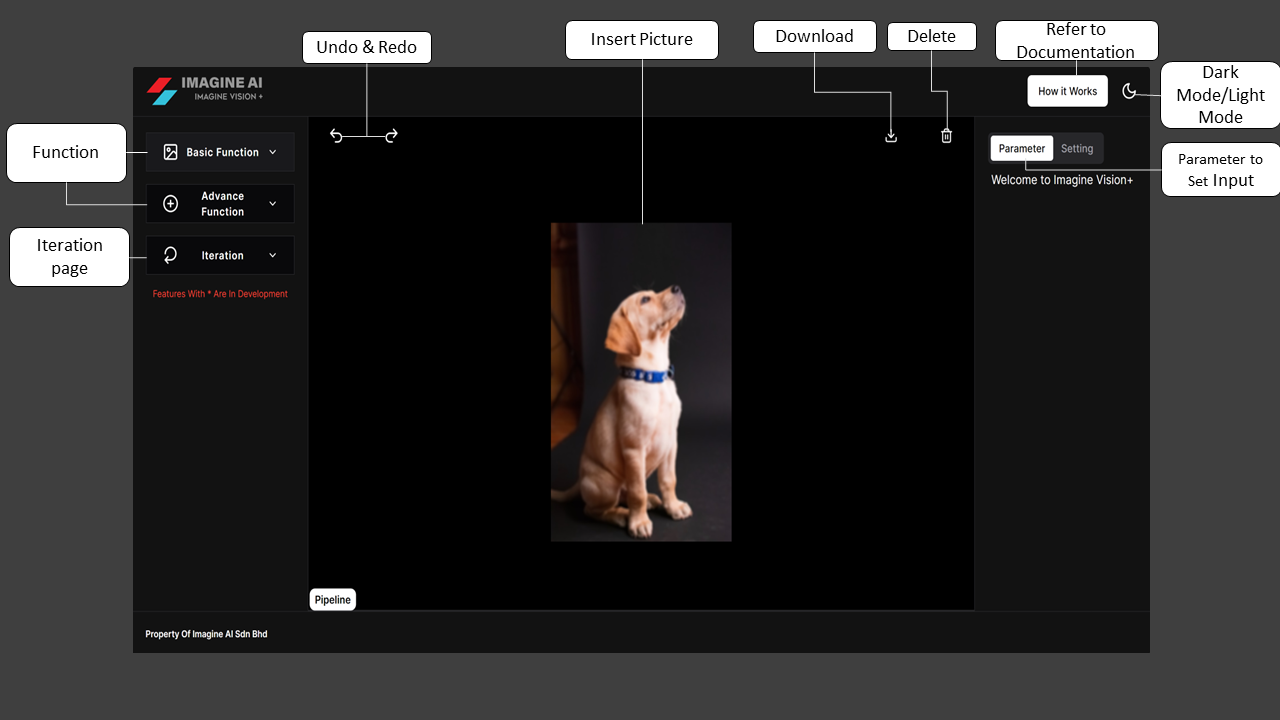 Undo & Redo
Insert Picture
Download
Delete
Refer to
Documentation
IMAGINE AI
IMAGINE VISION +
How it Works
Dark
Mode/Light
Mode
Function
Basic Function
Parameter
Setting
Parameter to
Set Input
Welcome to Imagine Vision+
Advance
Function
Iteration
page
Iteration
Features With * Are In Development
Pipeline
Property Of Imagine AI Sdn Bhd